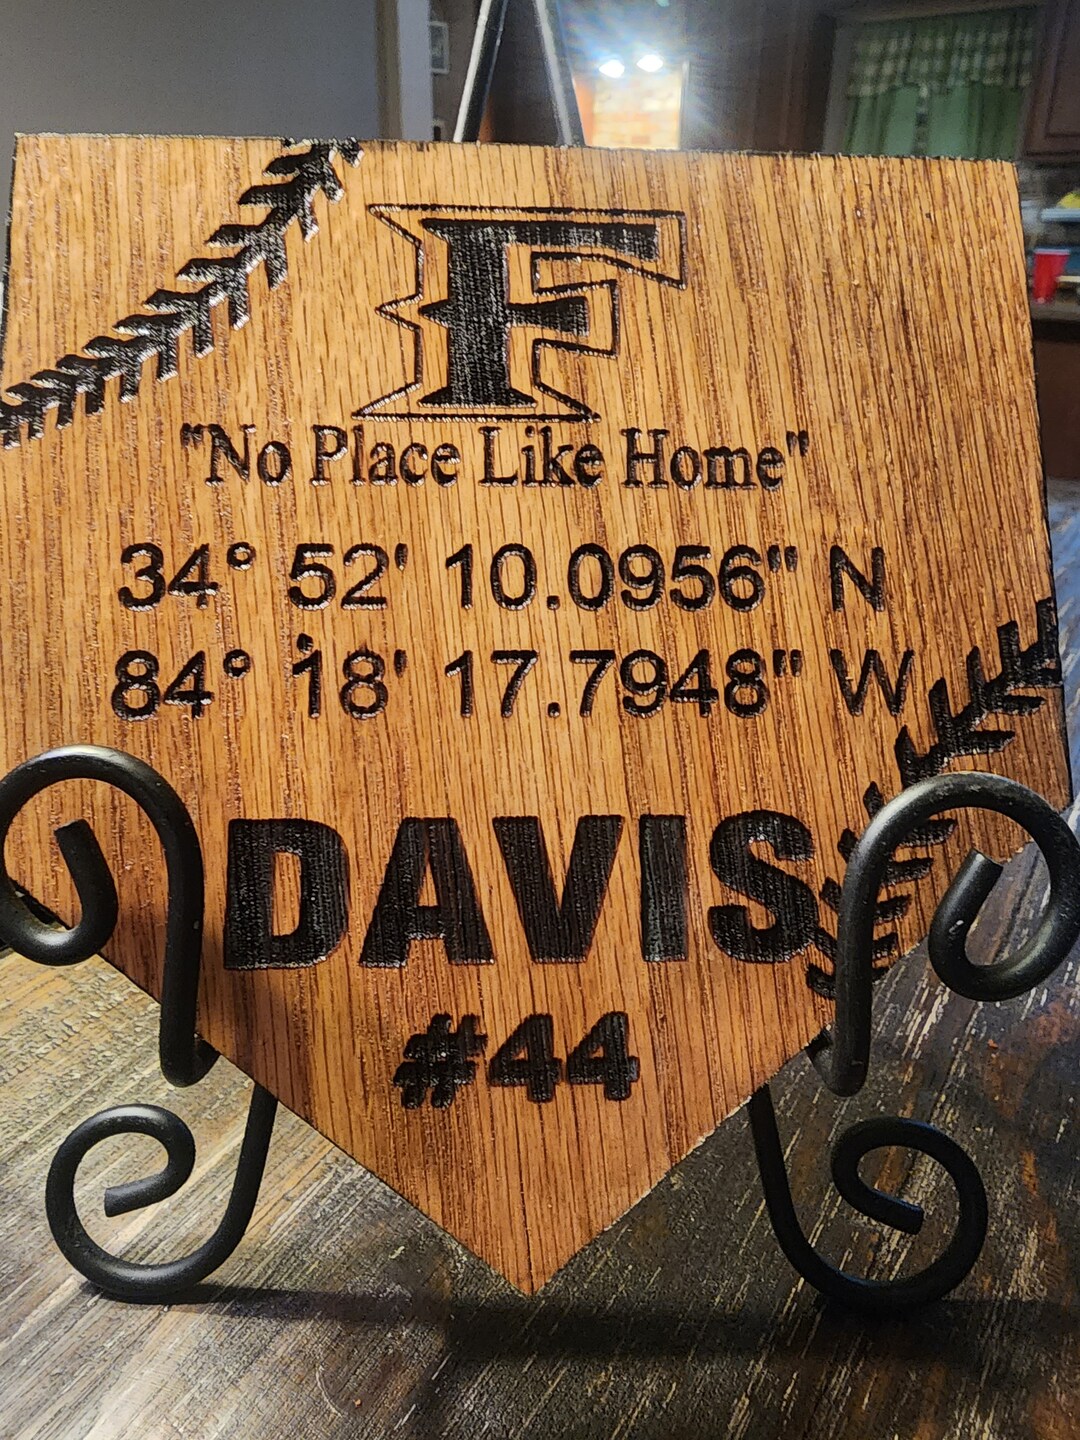 F
"No Place Like Home"
34° 52' 10.0956" N
84° 18' 17.7948" W
DAVIS
#44